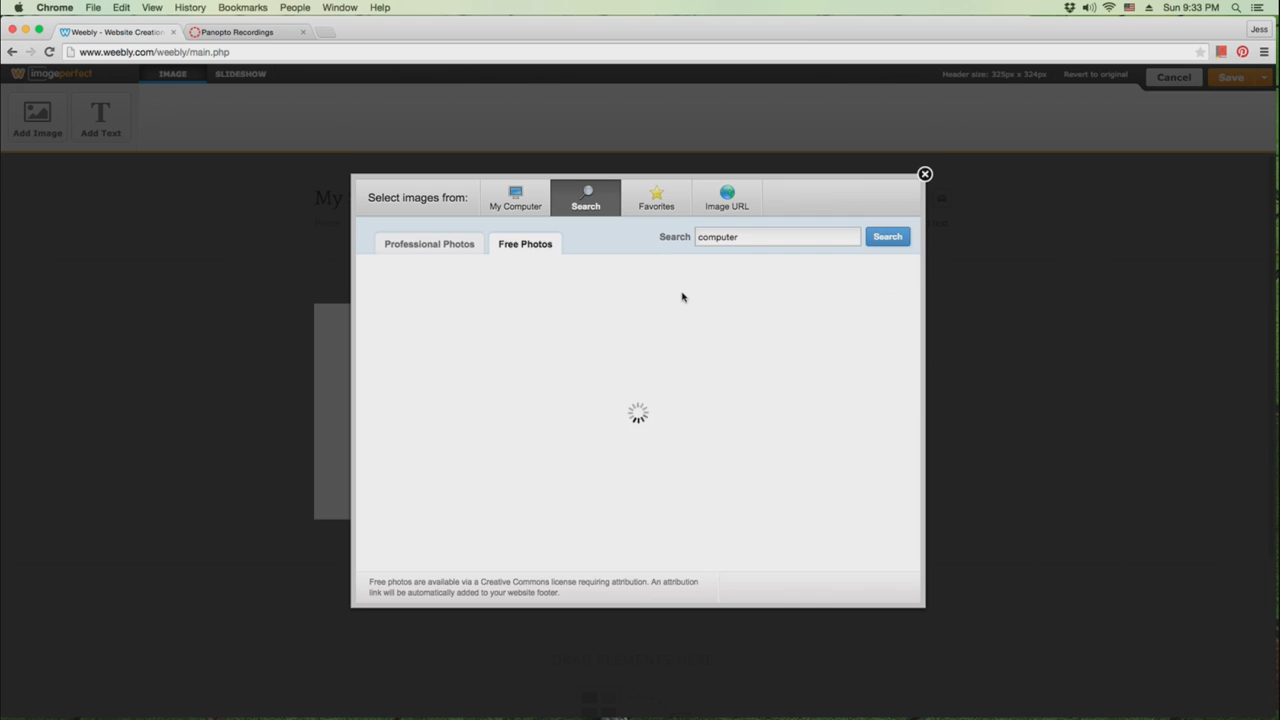 Chrome File Edit View History Bookmarks People Window Help Sun 9:33 PM
Weebly - Website Creation Panopto Recordings Jess
www.weebly.com/weebly/main.php
imageperfect IMAGE SLIDESHOW Header size: 325px x 324px Revert to original Cancel Save
T
Add Image Add Text
My
Select images from: My Computer Search Favorites Image URL
Professional Photos Free Photos Search computer Search
Free photos are available via a Creative Commons license requiring attribution. An attribution
link will be automatically added to your website footer.